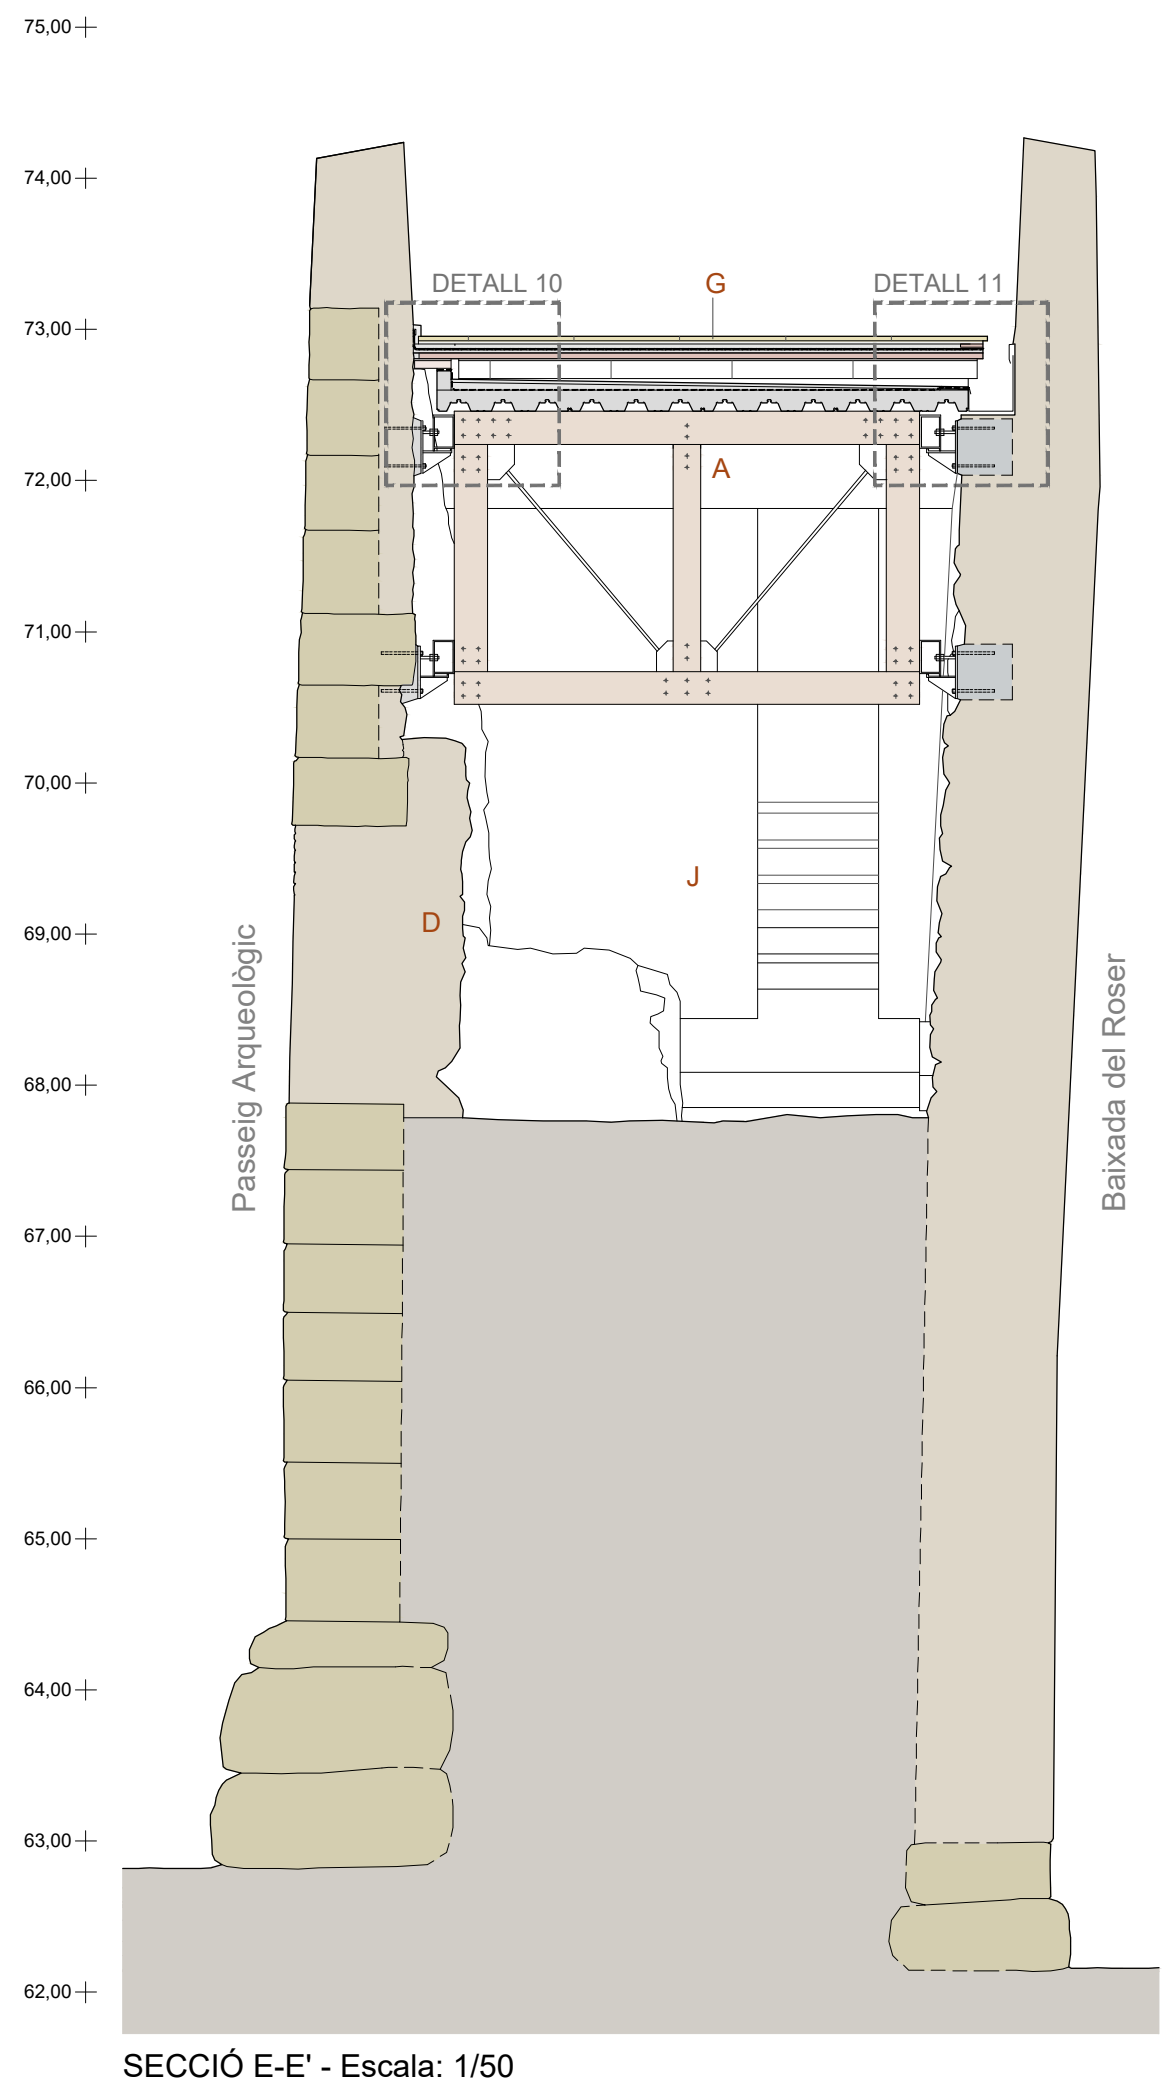 75,00
74,00
DETALL 10
G
DETALL 11
73,00
72,00
A
71,00
70,00
J
D
69,00
Passeig Arqueològic
Baixada del Roser
68,00
67,00
66,00
65,00
64,00
63,00
62,00
SECCIÓ E-E' - Escala: 1/50